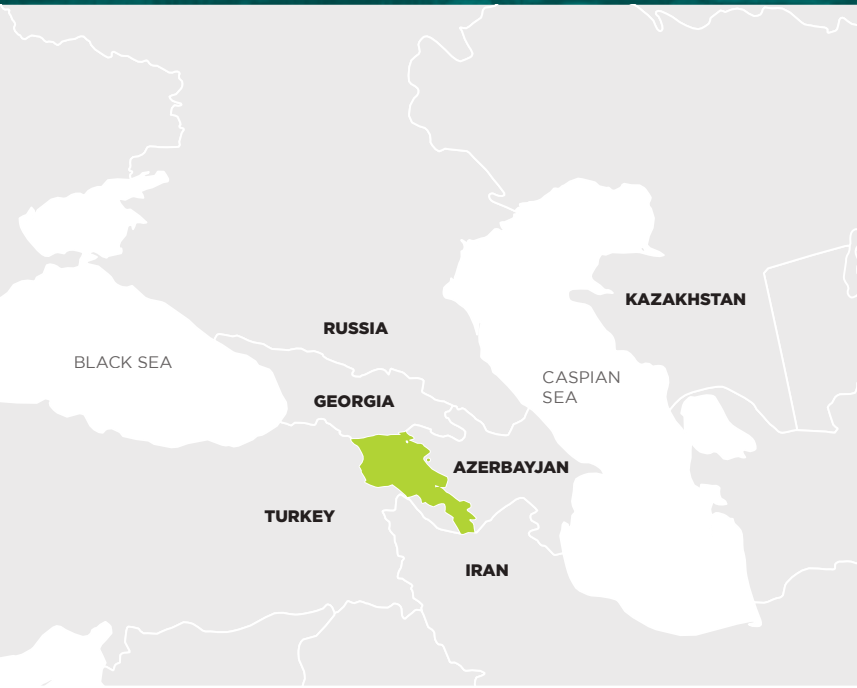 KAZAKHSTAN
RUSSIA
BLACK SEA
CASPIAN
SEA
GEORGIA
AZERBAYJAN
TURKEY
IRAN